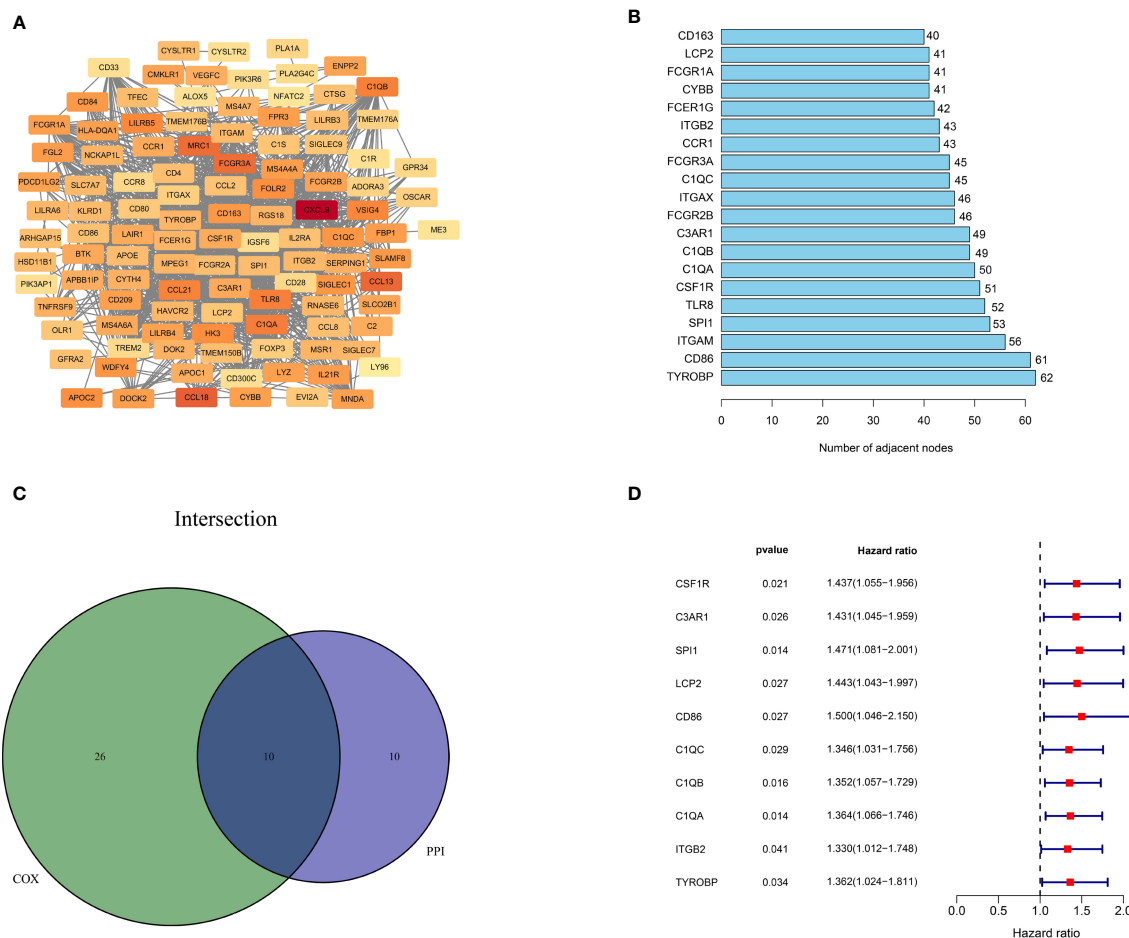 A
CYSLTR1 CYSLTR2 PLA1A
CD33 CMKLR1 VEGFC PIK3R6 PLA2G4C ENPP2
C1QB
CD84 TFEC ALOX5 MS4A7 NFATC2 CTSG
FCGR1A HLA-DQA1 LILRB5 TMEM176B ITGAM FPR3 LILRB3 TMEM176A
FGL2 NCKAP1L CCR1 MRC1 C1S SIGLEC9
FCGR3A MS4A4A C1R GPR34
PDCD1LG2 SLC7A7 CCR8 CD4 CCL2 FOLR2 FCGR2B ADORA3 OSCAR
ITGAX
LILRA6 KLRD1 CD80 TYROBP CD163 RGS18 CXCL9 VSIG4
ARHGAP15 CD86 LAIR1 FCER1G CSF1R IGSF6 IL2RA C1QC FBP1 ME3
HSD11B1 BTK APOE MPEG1 FCGR2A SPI1 ITGB2 SERPING1 SLAMF8
PIK3AP1 APBB1IP CYTH4 CCL21 C3AR1 CD28 SIGLEC1 CCL13
TNFRSF9 CD209 HAVCR2 LCP2 TLR8 RNASE6 SLCO2B1
OLR1 MS4A6A LILRB4 HK3 C1QA CCL8 C2
GFRA2 TREM2 DOK2 TMEM150B FOXP3 MSR1 SIGLEC7
WDFY4 APOC1 CD300C LYZ IL21R LY96
APOC2 DOCK2 CCL18 CYBB EVI2A MNDA
B
CD163 40
LCP2 41
FCGR1A 41
CYBB 41
FCER1G 42
ITGB2 43
CCR1 43
FCGR3A 45
C1QC 45
ITGAX 46
FCGR2B 46
C3AR1 49
C1QB 49
C1QA 50
CSF1R 51
TLR8 52
SPI1 53
ITGAM 56
CD86 61
TYROBP 62
0 10 20 30 40 50 60
Number of adjacent nodes
C
Intersection
26 10 10
COX PPI
D
pvalue Hazard ratio
CSF1R 0.021 1.437(1.055−1.956)
C3AR1 0.026 1.431(1.045−1.959)
SPI1 0.014 1.471(1.081−2.001)
LCP2 0.027 1.443(1.043−1.997)
CD86 0.027 1.500(1.046−2.150)
C1QC 0.029 1.346(1.031−1.756)
C1QB 0.016 1.352(1.057−1.729)
C1QA 0.014 1.364(1.066−1.746)
ITGB2 0.041 1.330(1.012−1.748)
TYROBP 0.034 1.362(1.024−1.811)
0.0 0.5 1.0 1.5 2.0
Hazard ratio